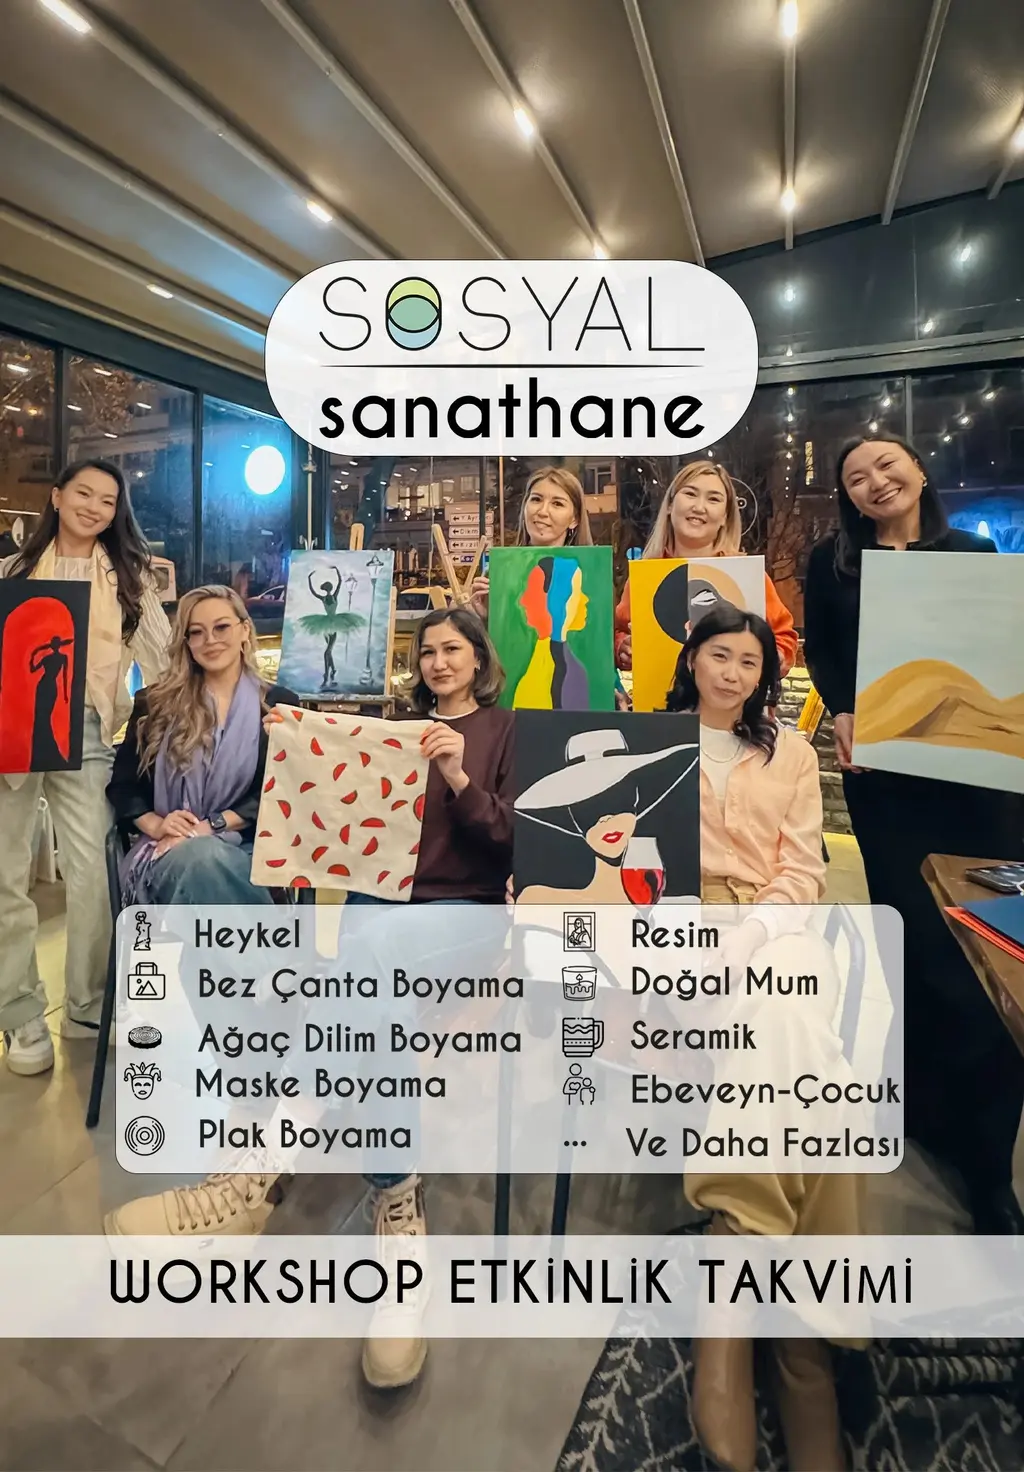 SOSYAL
sanathane
Heykel
Bez Çanta Boyama
Ağaç Dilim Boyama
Maske Boyama
Plak Boyama
Resim
Doğal Mum
Seramik
Ebeveyn-Çocuk
... Ve Daha Fazlası
WORKSHOP ETKİNLİK TAKVİMİ